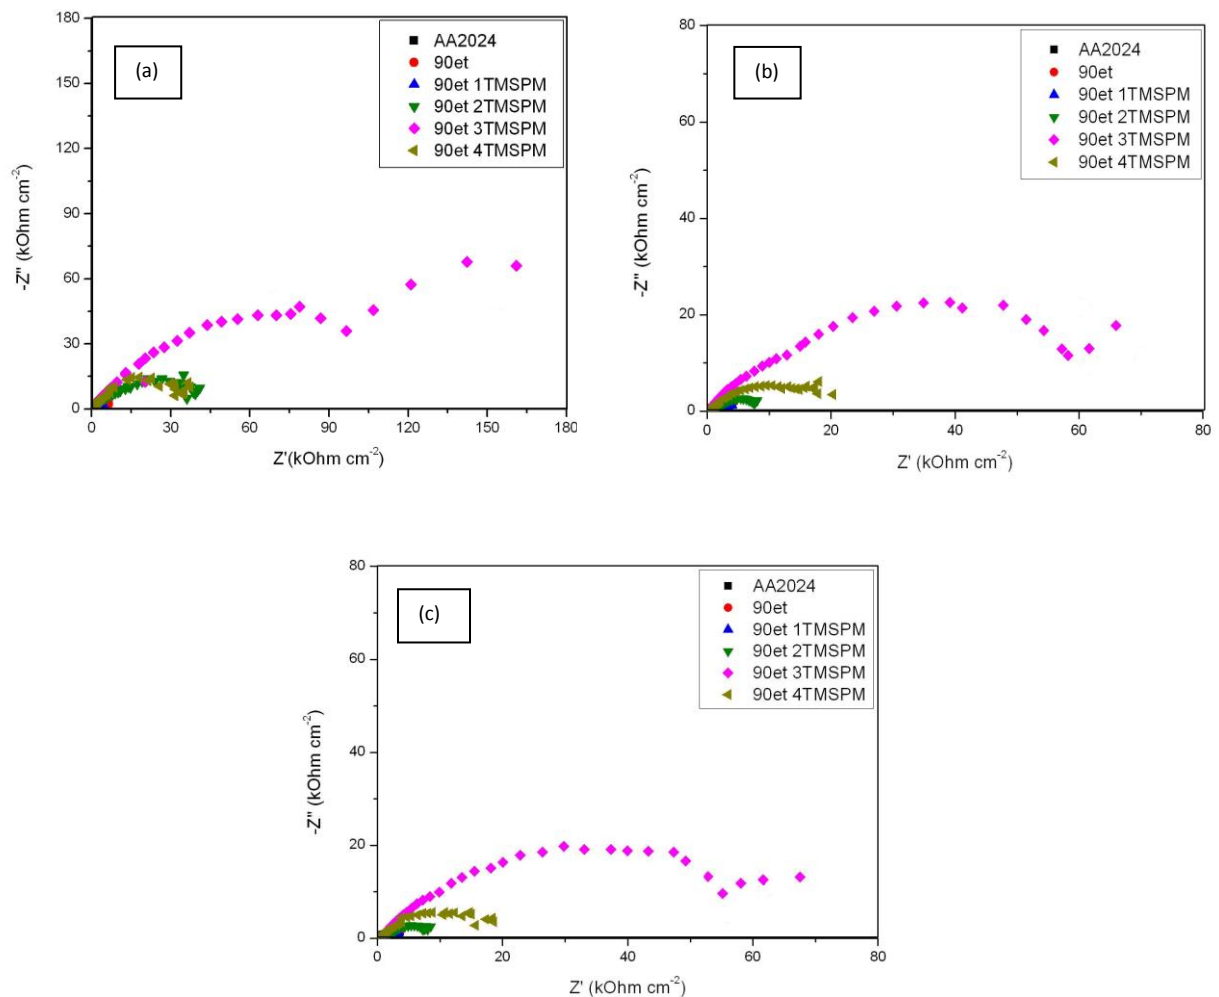 (a)
AA2024
90et
90et 1TMSPM
90et 2TMSPM
90et 3TMSPM
90et 4TMSPM
180
150
120
90
60
30
0
-Z" (kOhm cm-2)
0 30 60 90 120 150 180
Z'(kOhm cm-2)
(b)
AA2024
90et
90et 1TMSPM
90et 2TMSPM
90et 3TMSPM
90et 4TMSPM
80
60
40
20
0
-Z" (kOhm cm-2)
0 20 40 60 80
Z' (kOhm cm-2)
(c)
AA2024
90et
90et 1TMSPM
90et 2TMSPM
90et 3TMSPM
90et 4TMSPM
80
60
40
20
0
-Z" (kOhm cm-2)
0 20 40 60 80
Z' (kOhm cm-2)